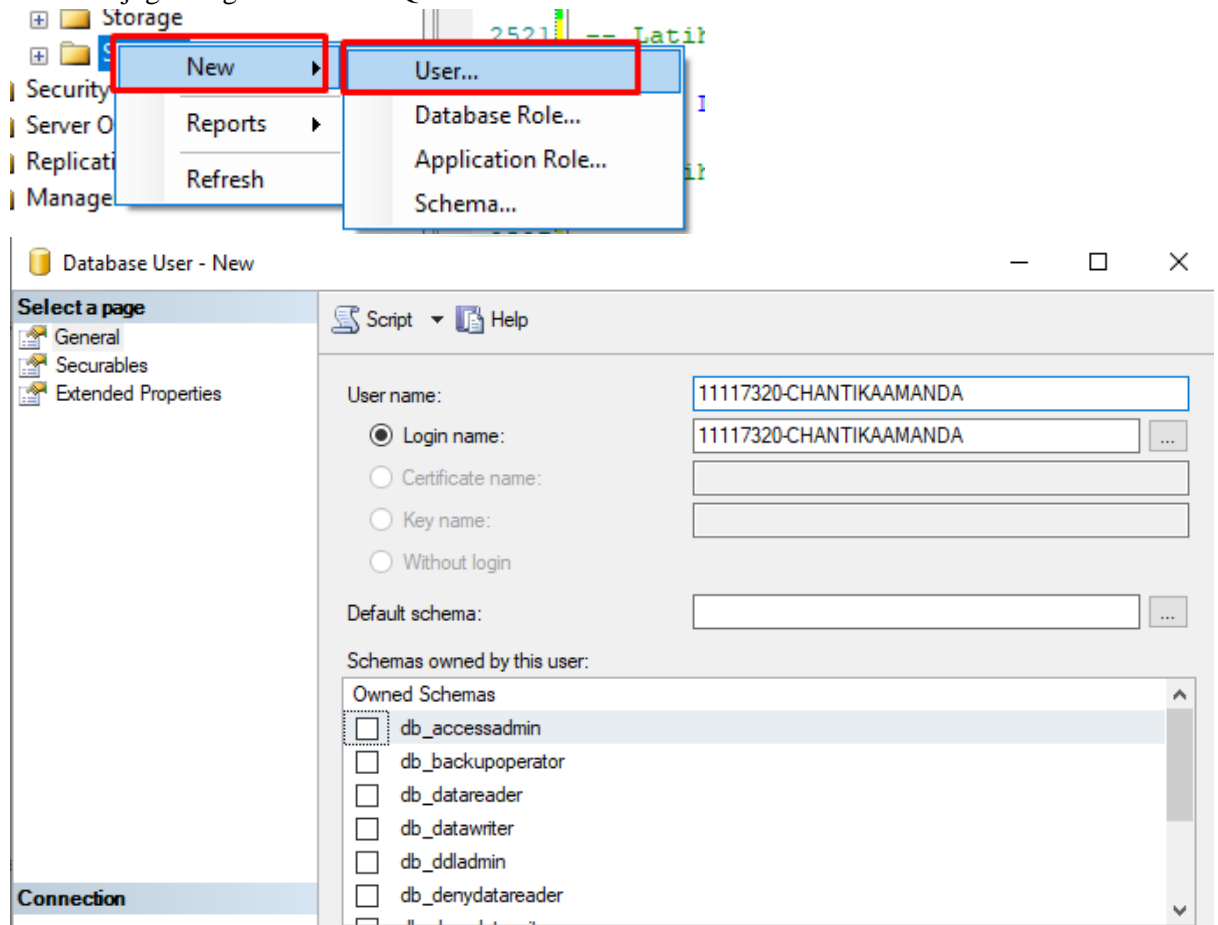 Storage
2521 -- Latih
New
User...
Security
Server O
Reports
Database Role...
Replicati
Application Role...
Refresh
Manage
Schema...
Database User - New
Select a page
General
Securables
Extended Properties
Script
Help
User name:
11117320-CHANTIKAAMANDA
Login name:
11117320-CHANTIKAAMANDA
...
Certificate name:
Key name:
Without login
Default schema:
...
Schemas owned by this user:
Owned Schemas
db_accessadmin
db_backupoperator
db_datareader
db_datawriter
db_ddladmin
db_denydatareader
Connection